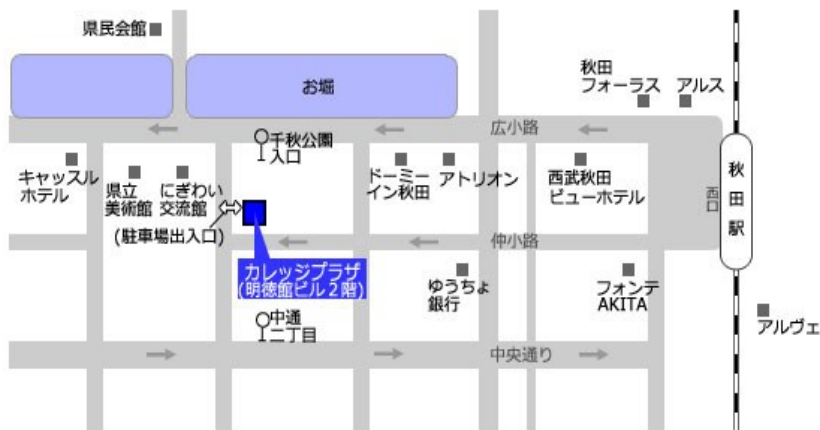 県民会館
お堀
秋田
フォーラス
アルス
広小路
千秋公園
入口
キャッスル
ホテル
県立
美術館
にぎわい
交流館
ドーミー
イン秋田
アトリオン
西武秋田
ビューホテル
西口
秋田駅
(駐車場出入口)
仲小路
カレッジプラザ
(明徳館ビル2階)
ゆうちょ
銀行
フォンテ
AKITA
アルヴェ
中通
二丁目
中央通り